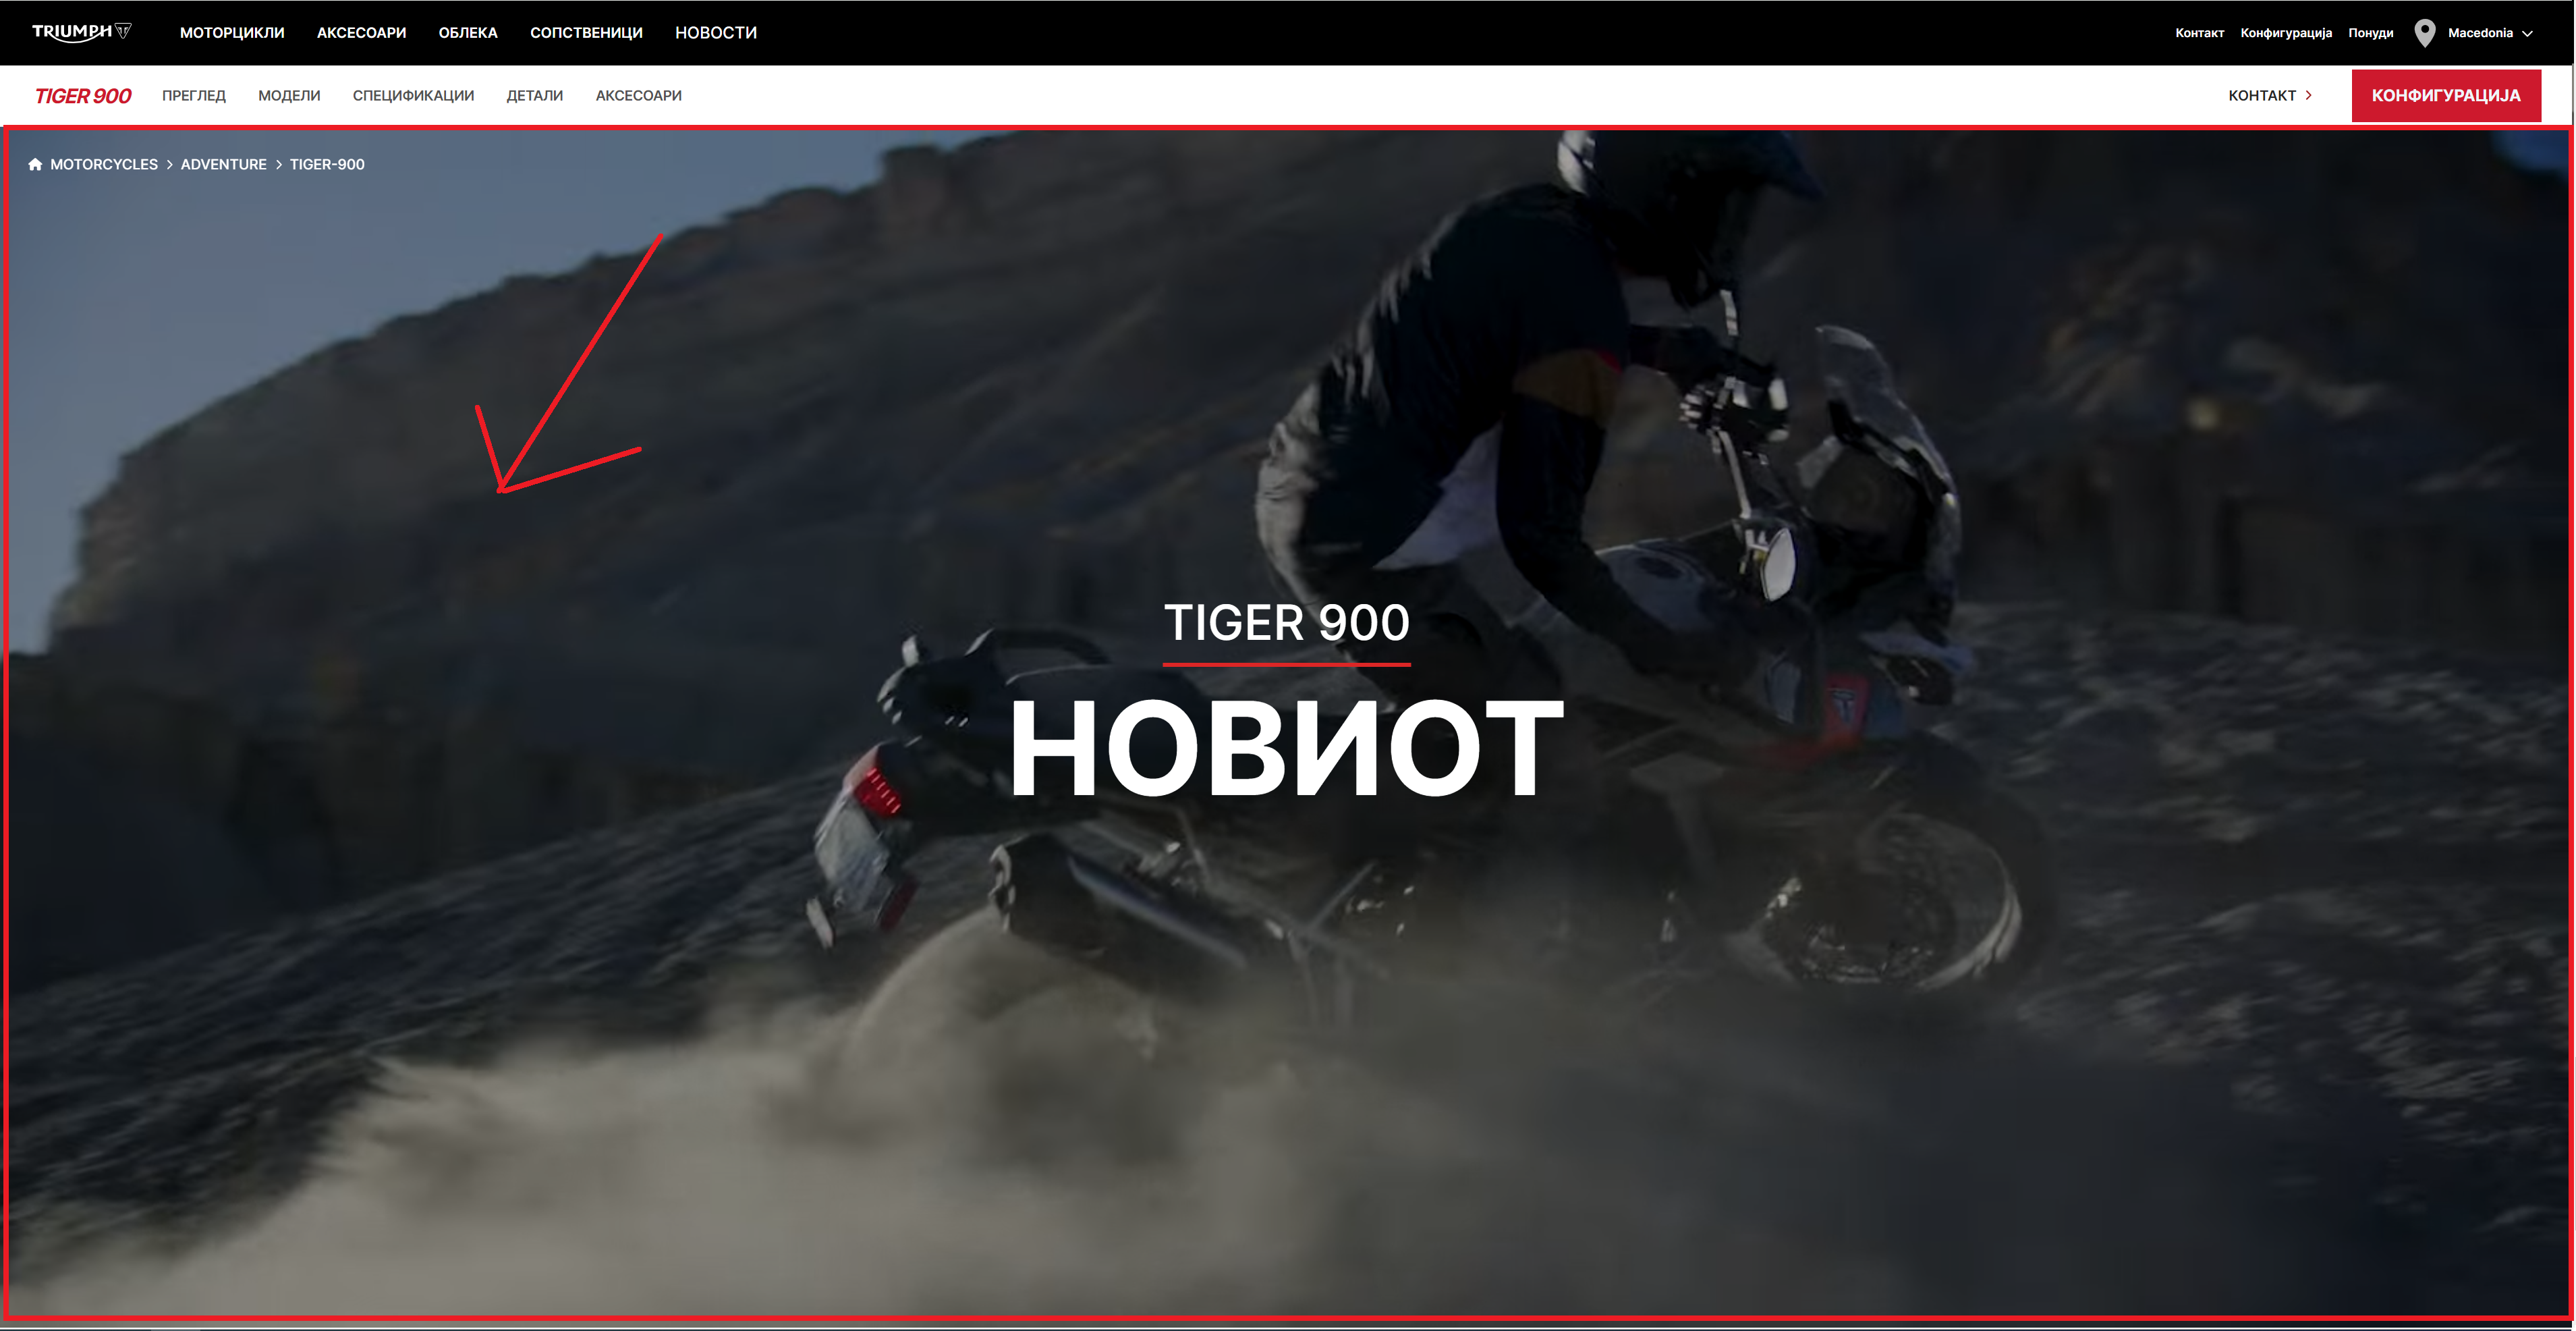 TRIUMPH
МОТОРЦИКЛИ АКСЕСОАРИ ОБЛЕКА СОПСТВЕНИЦИ НОВОСТИ Контакт Конфигурација Понуди Macedonia
TIGER 900 ПРЕГЛЕД МОДЕЛИ СПЕЦИФИКАЦИИ ДЕТАЛИ АКСЕСОАРИ КОНТАКТ КОНФИГУРАЦИЈА
MOTORCYCLES > ADVENTURE > TIGER-900
TIGER 900
НОВИОТ